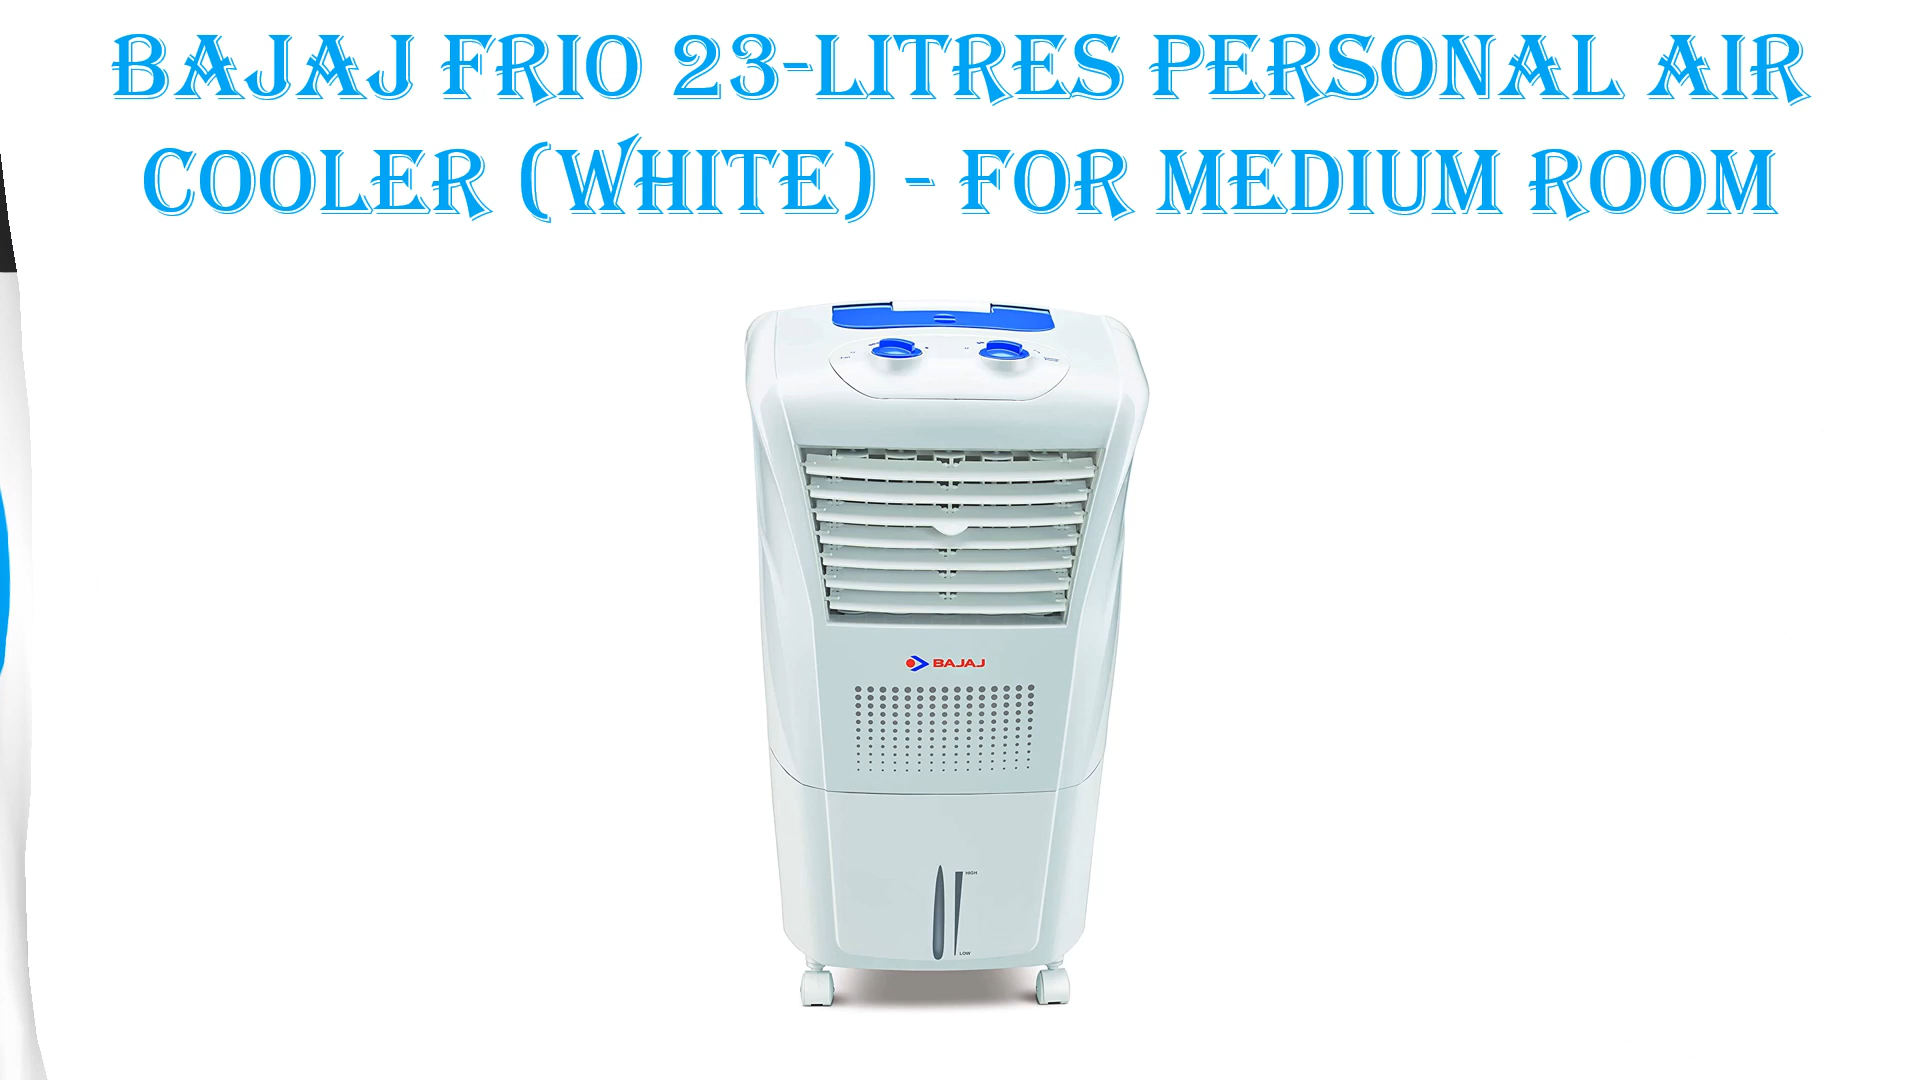 BAJAJ FRIO 23-LITRES PERSONAL AIR
COOLER (WHITE) - FOR MEDIUM ROOM
BAJAJ
HIGH
LOW